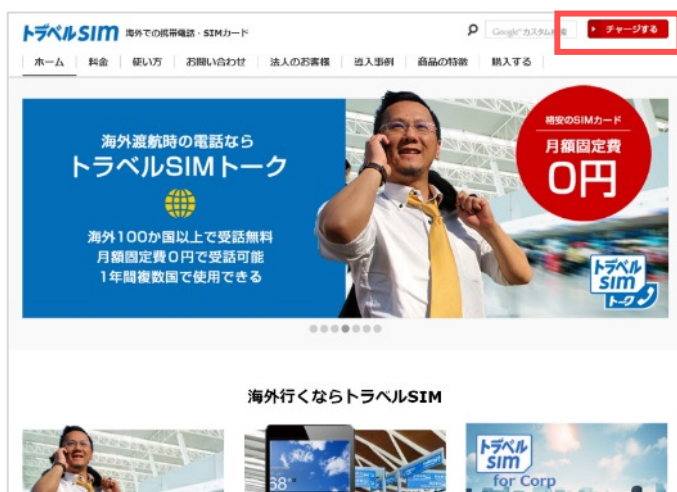 トラベルSIM 海外での携帯電話・SIMカード
Google カスタム検索
チャージする
ホーム 料金 使い方 お問い合わせ 法人のお客様 導入事例 商品の特徴 購入する
海外渡航時の電話なら
トラベルSIMトーク
海外100か国以上で受話無料
月額固定費0円で受話可能
1年間複数国で使用できる
格安のSIMカード
月額固定費
0円
トラベル
SIM
トーク
海外行くならトラベルSIM
68°
トラベル
SIM
for Corp